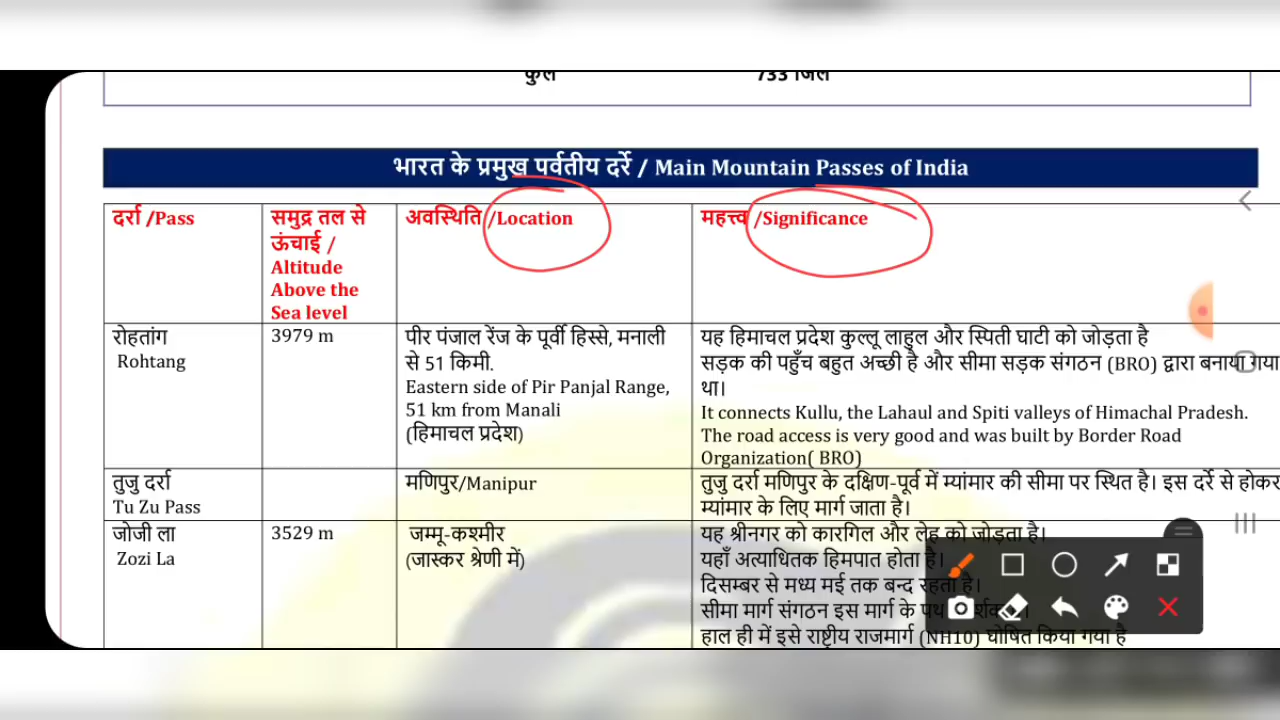 कुल 733 जिले
भारत के प्रमुख पर्वतीय दर्रे / Main Mountain Passes of India
दर्रा /Pass
समुद्र तल से
ऊंचाई /
Altitude
Above the
Sea level
अवस्थिति /Location
महत्त्व /Significance
रोहतांग
Rohtang
3979 m
पीर पंजाल रेंज के पूर्वी हिस्से, मनाली
से 51 किमी.
Eastern side of Pir Panjal Range,
51 km from Manali
(हिमाचल प्रदेश)
यह हिमाचल प्रदेश कुल्लू लाहुल और स्पिती घाटी को जोड़ता है
सड़क की पहुँच बहुत अच्छी है और सीमा सड़क संगठन (BRO) द्वारा बनाया गया
था।
It connects Kullu, the Lahaul and Spiti valleys of Himachal Pradesh.
The road access is very good and was built by Border Road
Organization( BRO)
तुजु दर्रा
Tu Zu Pass
मणिपुर/Manipur
तुजु दर्रा मणिपुर के दक्षिण-पूर्व में म्यांमार की सीमा पर स्थित है। इस दर्रे से होकर
म्यांमार के लिए मार्ग जाता है।
जोजी ला
Zozi La
3529 m
जम्मू-कश्मीर
(जास्कर श्रेणी में)
यह श्रीनगर को कारगिल और लेह को जोड़ता है।
यहाँ अत्याधितक हिमपात होता है।
दिसम्बर से मध्य मई तक बन्द रहता है।
सीमा मार्ग संगठन इस मार्ग के
हाल ही में इसे राष्ट्रीय राजमार्ग (NH10) घोषित किया गया है